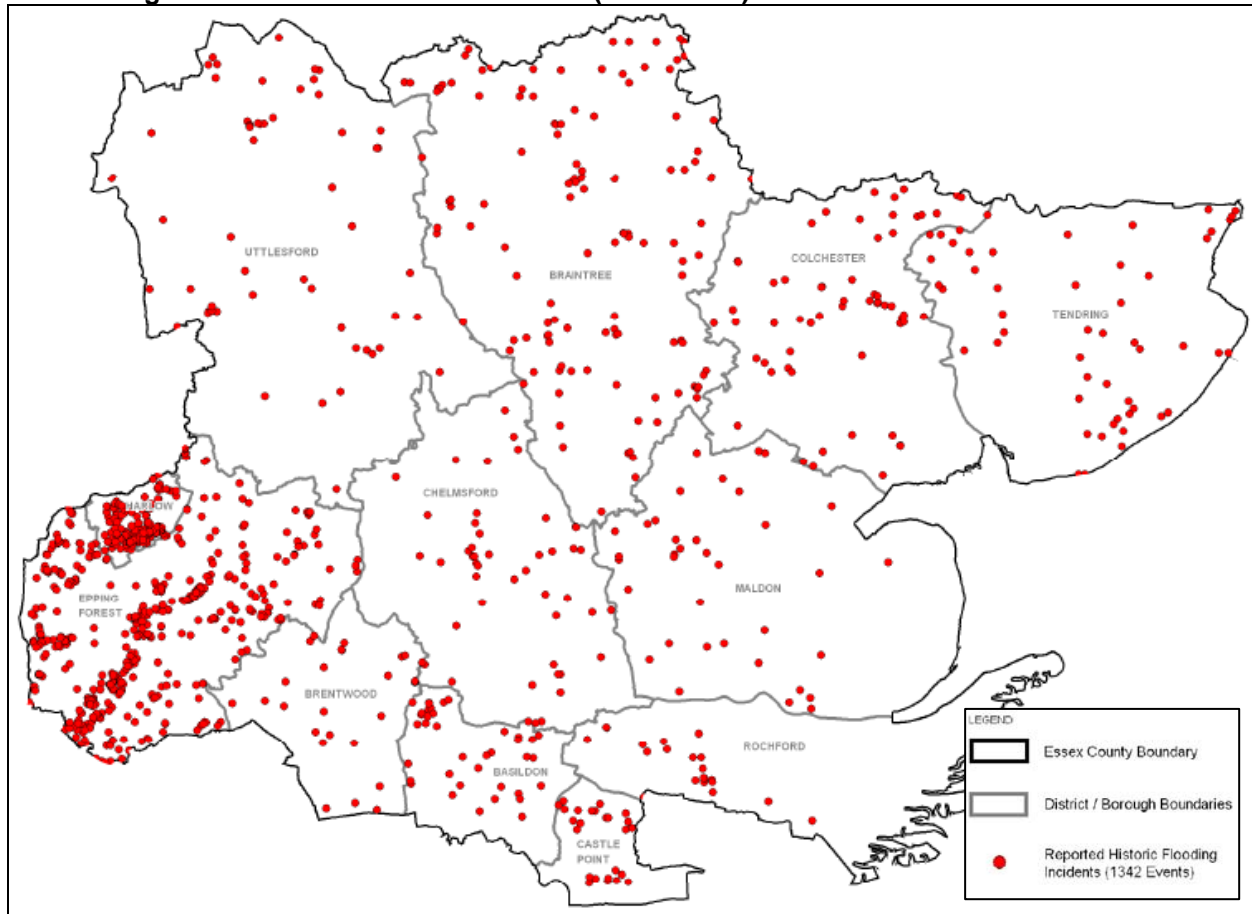 UTTLESFORD
BRAINTREE
COLCHESTER
TENDRING
HARLOW
CHELMSFORD
EPPING
FOREST
MALDON
BRENTWOOD
ROCHFORD
BASILDON
CASTLE
POINT
LEGEND
Essex County Boundary
District / Borough Boundaries
Reported Historic Flooding
Incidents (1342 Events)